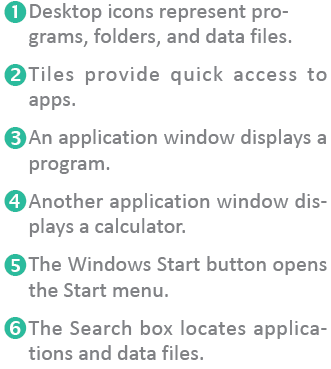 1 Desktop icons represent pro-
grams, folders, and data files.
2 Tiles provide quick access to
apps.
3 An application window displays a
program.
4 Another application window dis-
plays a calculator.
5 The Windows Start button opens
the Start menu.
6 The Search box locates applica-
tions and data files.